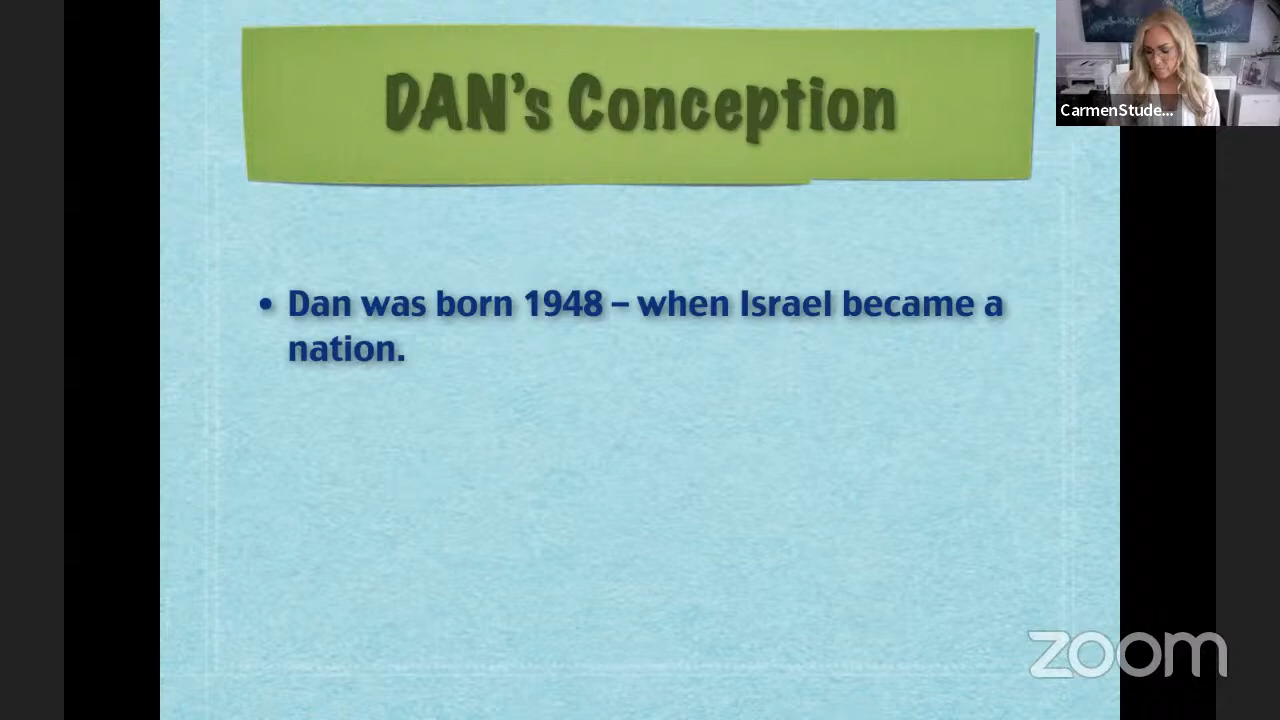 DAN's Conception
CarmenStude...
• Dan was born 1948 – when Israel became a
nation.
zoom